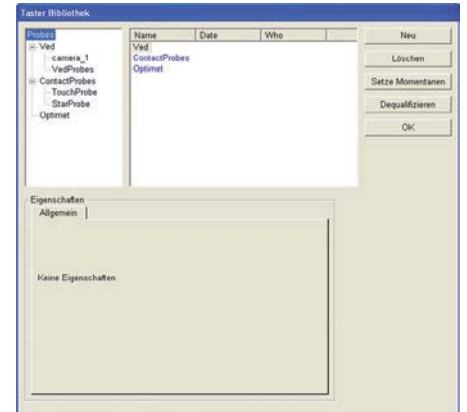 Taster Bibliothek
Probes
Ved
camera_1
VedProbes
ContactProbes
TouchProbe
StarProbe
Optimet
Name Date Who
Ved
ContactProbes
Optimet
Neu
Löschen
Setze Momentanen
Dequalifizieren
OK
Eigenschaften
Allgemein
Keine Eigenschaften